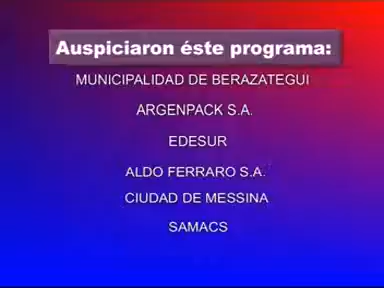 Auspiciaron éste programa:
MUNICIPALIDAD DE BERAZATEGUI
ARGENPACK S.A.
EDESUR
ALDO FERRARO S.A.
CIUDAD DE MESSINA
SAMACS